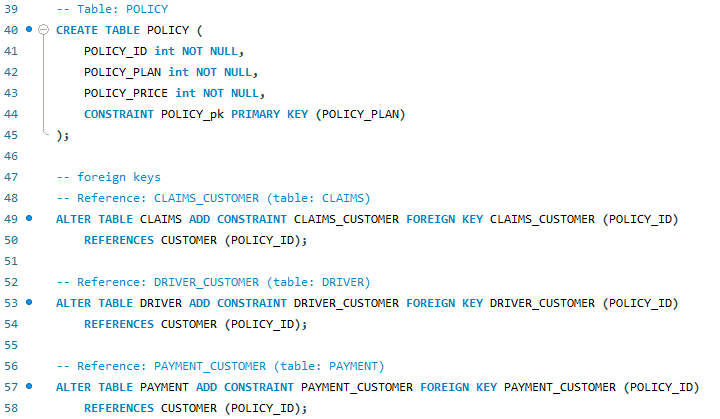 39 -- Table: POLICY
40 CREATE TABLE POLICY (
41 POLICY_ID int NOT NULL,
42 POLICY_PLAN int NOT NULL,
43 POLICY_PRICE int NOT NULL,
44 CONSTRAINT POLICY_pk PRIMARY KEY (POLICY_PLAN)
45 );
46
47 -- foreign keys
48 -- Reference: CLAIMS_CUSTOMER (table: CLAIMS)
49 ALTER TABLE CLAIMS ADD CONSTRAINT CLAIMS_CUSTOMER FOREIGN KEY CLAIMS_CUSTOMER (POLICY_ID)
50 REFERENCES CUSTOMER (POLICY_ID);
51
52 -- Reference: DRIVER_CUSTOMER (table: DRIVER)
53 ALTER TABLE DRIVER ADD CONSTRAINT DRIVER_CUSTOMER FOREIGN KEY DRIVER_CUSTOMER (POLICY_ID)
54 REFERENCES CUSTOMER (POLICY_ID);
55
56 -- Reference: PAYMENT_CUSTOMER (table: PAYMENT)
57 ALTER TABLE PAYMENT ADD CONSTRAINT PAYMENT_CUSTOMER FOREIGN KEY PAYMENT_CUSTOMER (POLICY_ID)
58 REFERENCES CUSTOMER (POLICY_ID);